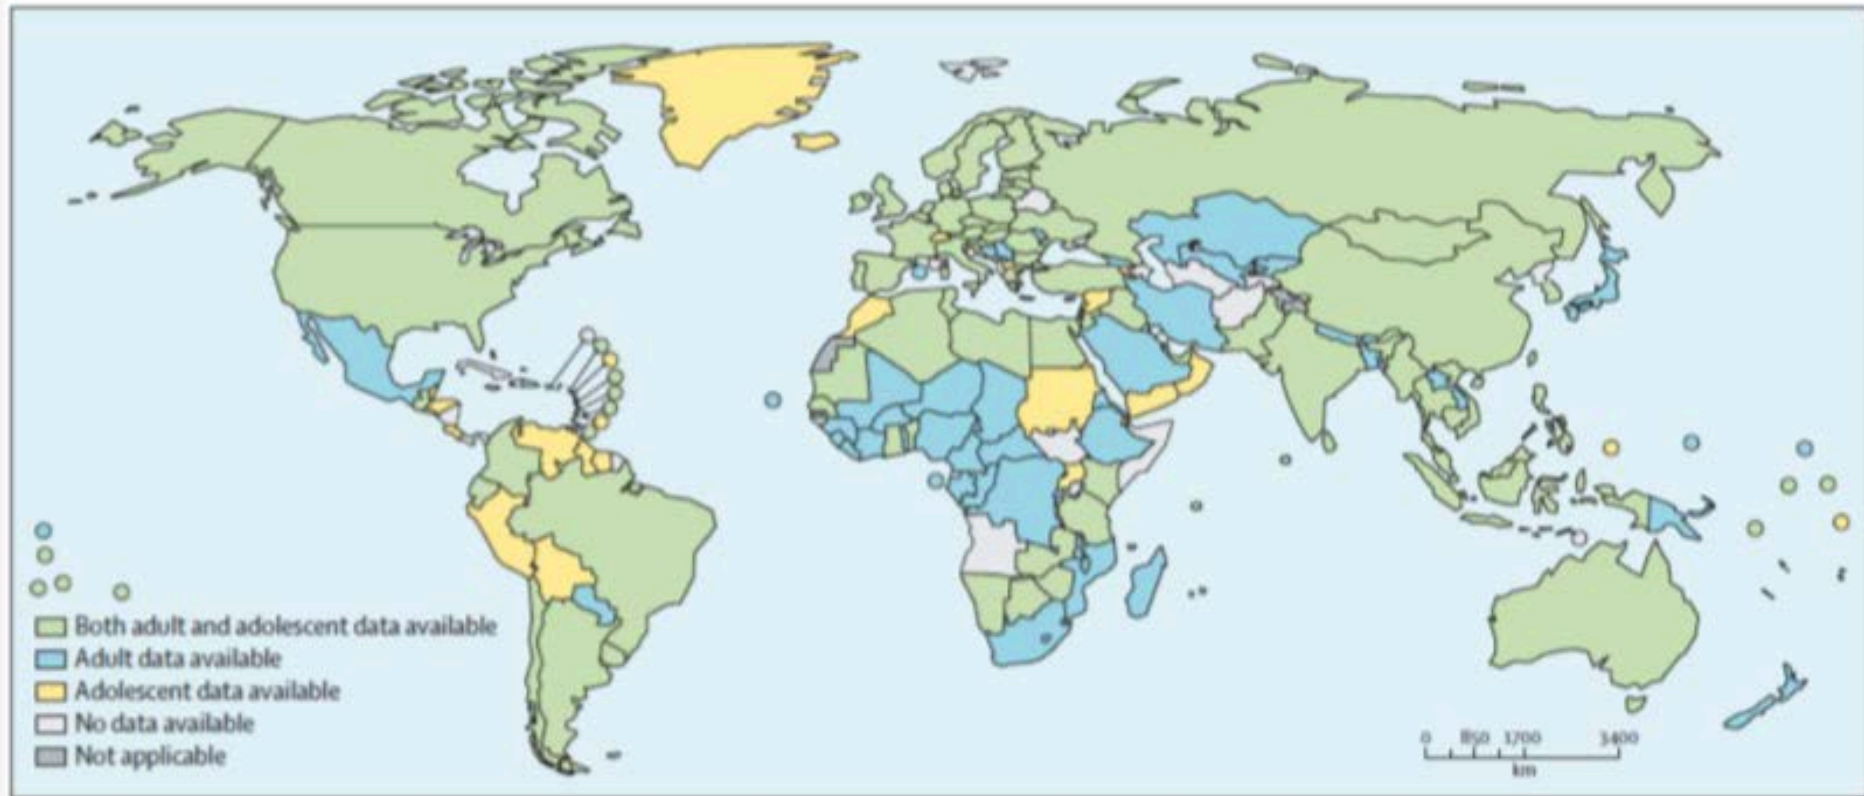 Both adult and adolescent data available
Adult data available
Adolescent data available
No data available
Not applicable
0 850 1700 3400
km